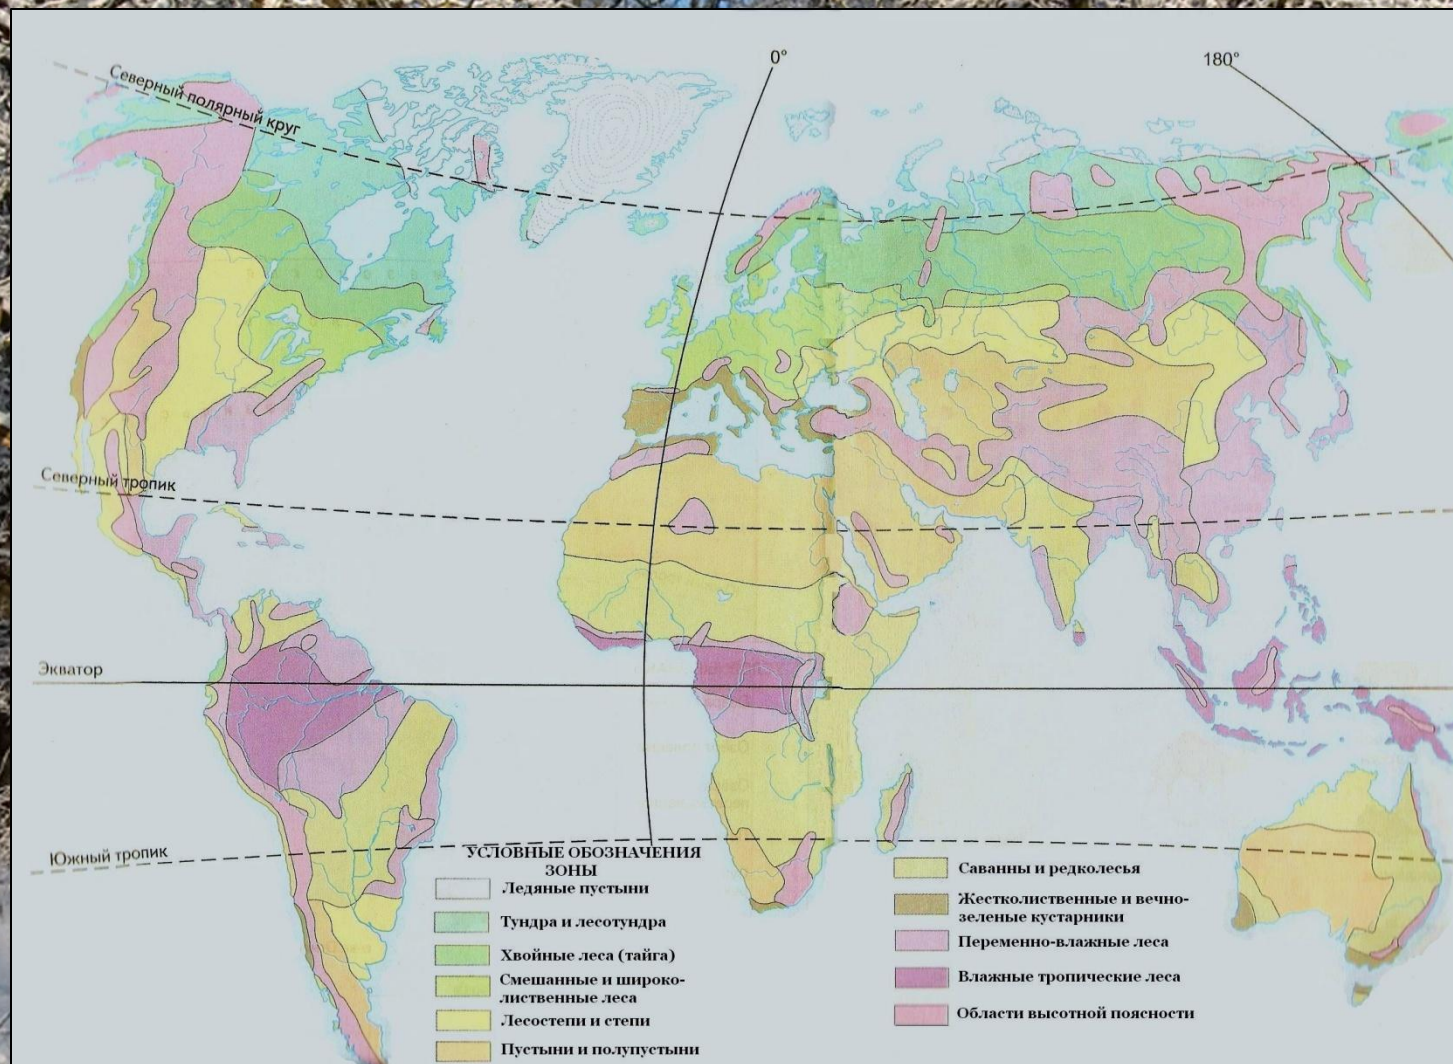 0°
180°
Северный полярный круг
Северный тропик
Экватор
Южный тропик
УСЛОВНЫЕ ОБОЗНАЧЕНИЯ
ЗОНЫ
Ледяные пустыни
Тундра и лесотундра
Хвойные леса (тайга)
Смешанные и широко-
лиственные леса
Лесостепи и степи
Пустыни и полупустыни
Саванны и редколесья
Жестколиственные и вечно-
зеленые кустарники
Переменно-влажные леса
Влажные тропические леса
Области высотной поясности